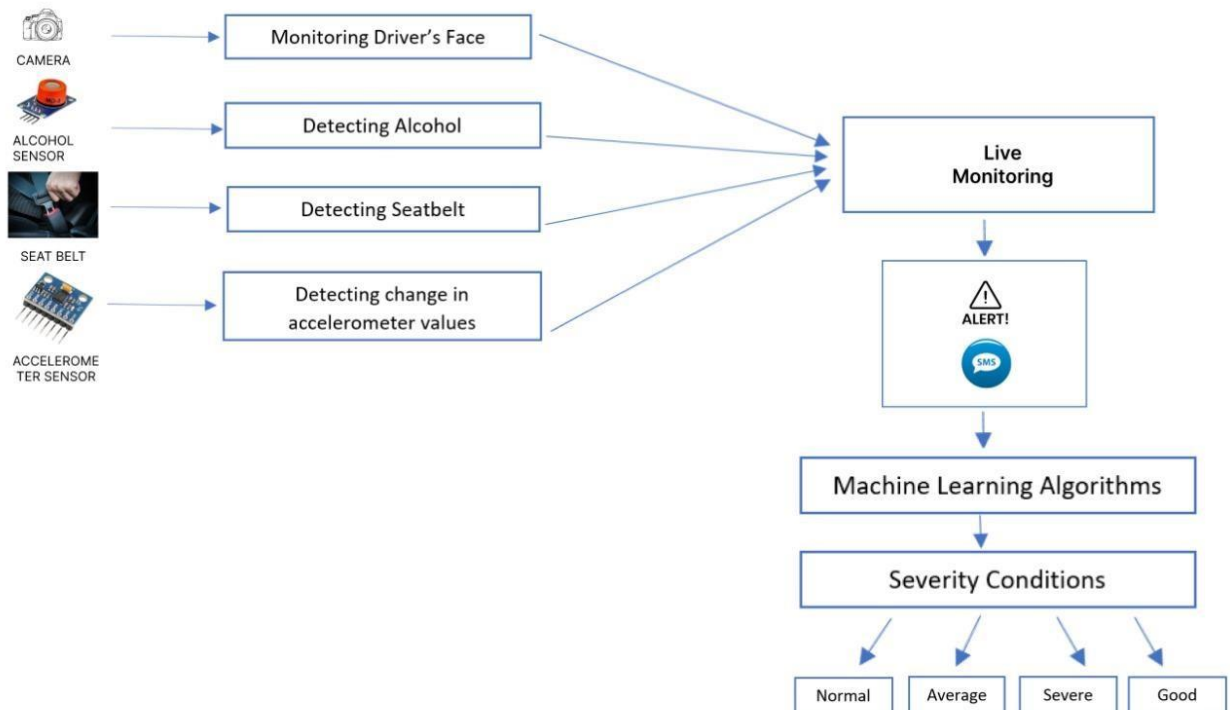 CAMERA
Monitoring Driver's Face
ALCOHOL
SENSOR
Detecting Alcohol
Live
Monitoring
SEAT BELT
Detecting Seatbelt
ACCELEROME
TER SENSOR
Detecting change in
accelerometer values
ALERT!
SMS
Machine Learning Algorithms
Severity Conditions
Normal
Average
Severe
Good